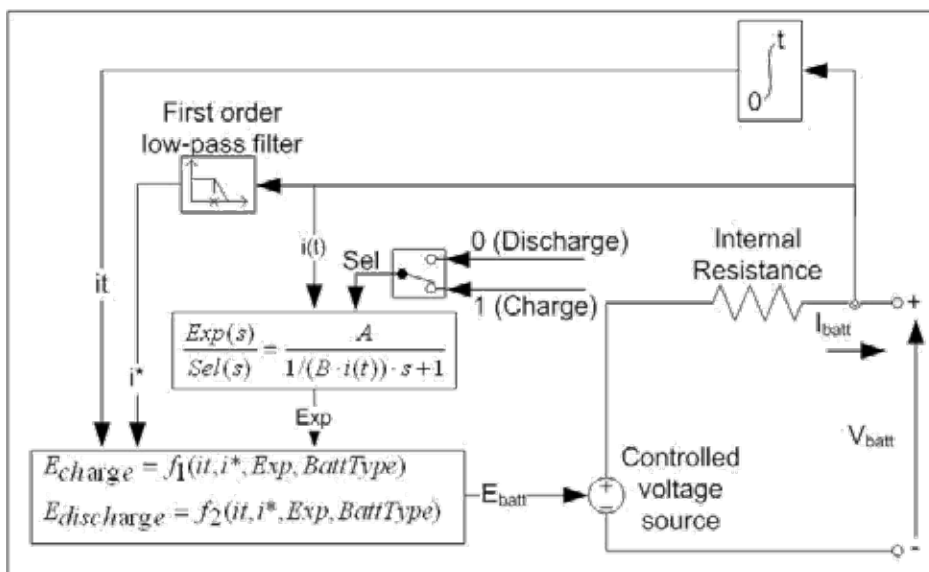 t
∫
0
First order
low-pass filter
i(t)
0 (Discharge)
Sel
1 (Charge)
Internal
Resistance
+
I_batt
it
i*
Exp(s)/Sel(s) = A/(1/(B·i(t))·s+1)
Exp
E_charge = f_1(it,i*,Exp,BattType)
E_discharge = f_2(it,i*,Exp,BattType)
E_batt
+
−
Controlled
voltage
source
V_batt
-